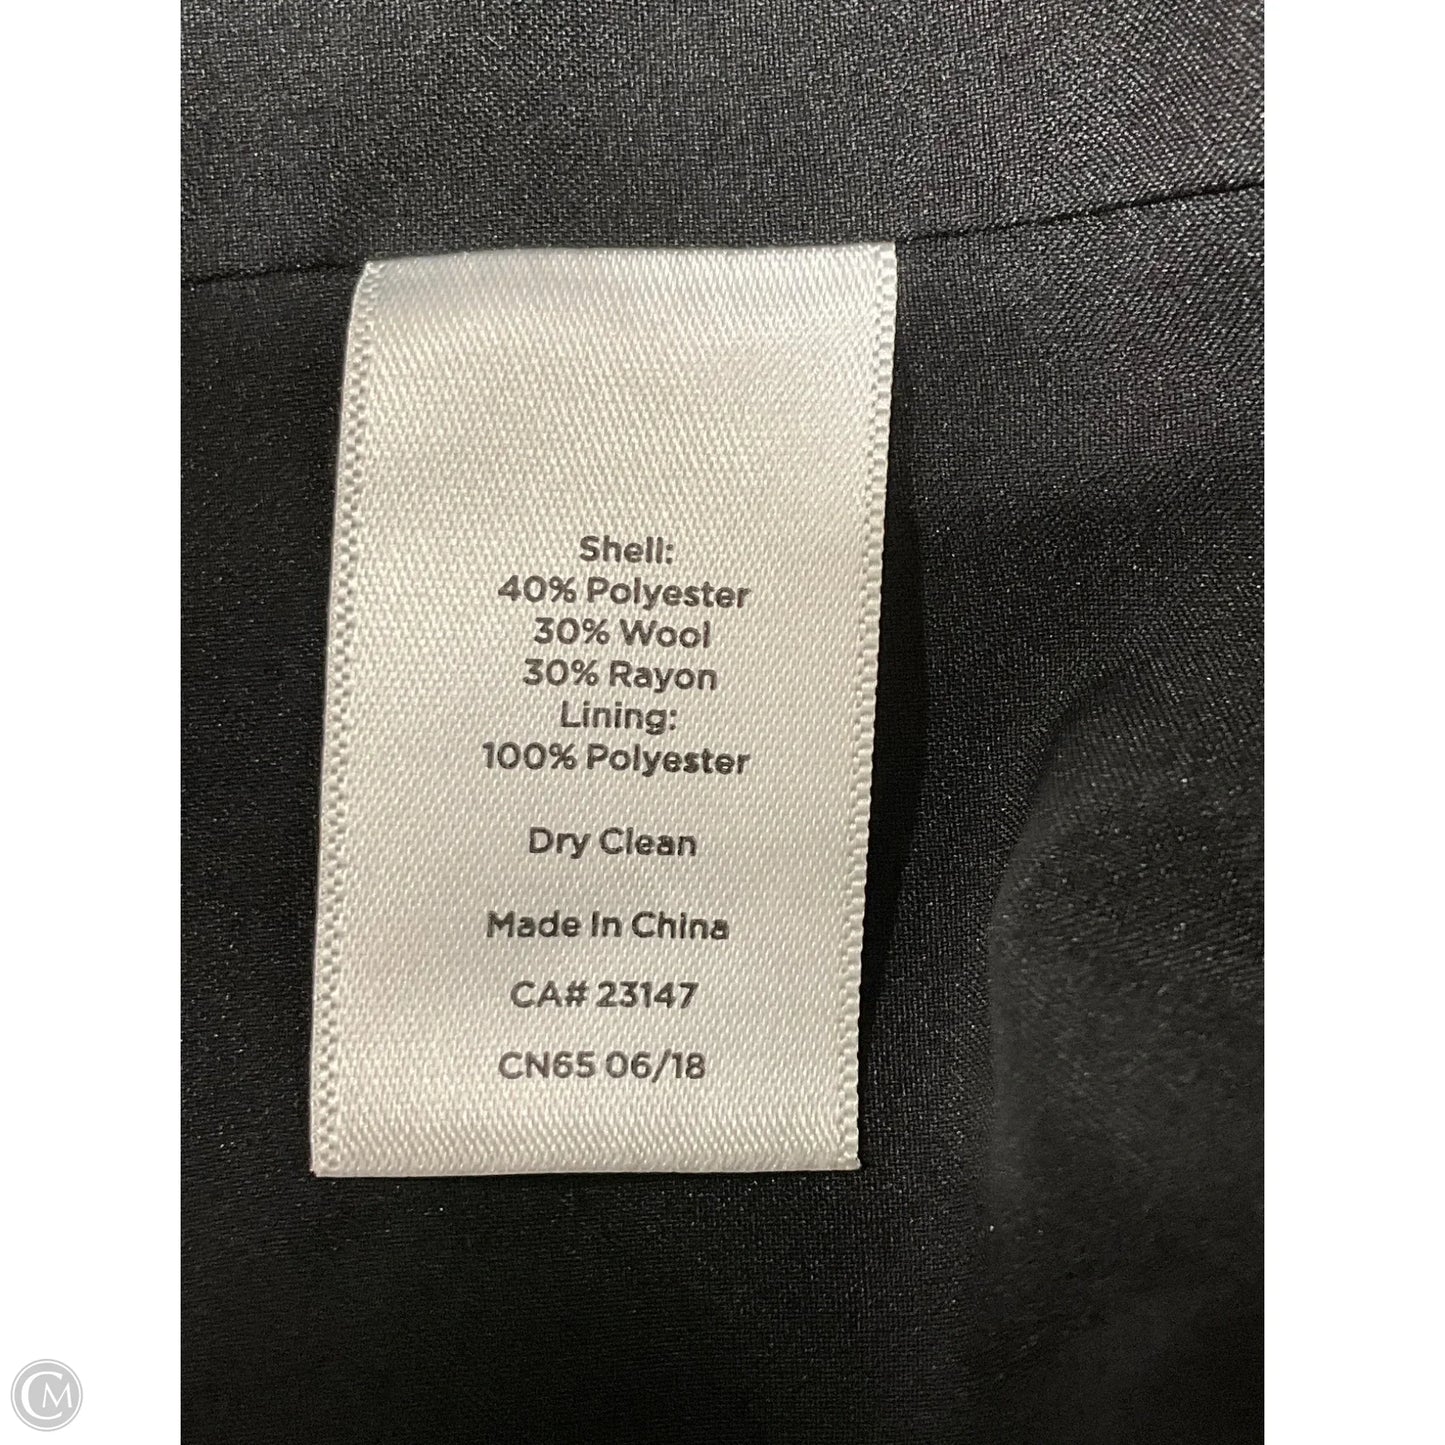 Shell:
40% Polyester
30% Wool
30% Rayon
Lining:
100% Polyester
Dry Clean
Made In China
CA# 23147
CN65 06/18
CM